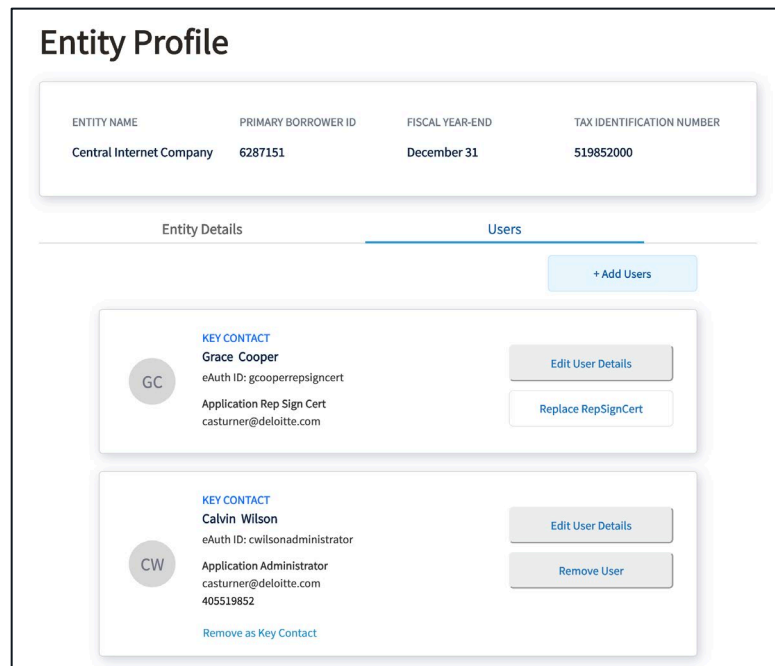 Entity Profile
ENTITY NAME
PRIMARY BORROWER ID
FISCAL YEAR-END
TAX IDENTIFICATION NUMBER
Central Internet Company
6287151
December 31
519852000
Entity Details
Users
+ Add Users
KEY CONTACT
Grace Cooper
eAuth ID: gcooperrepsigncert
Application Rep Sign Cert
casturner@deloitte.com
GC
Edit User Details
Replace RepSignCert
KEY CONTACT
Calvin Wilson
eAuth ID: cwilsonadministrator
Application Administrator
casturner@deloitte.com
405519852
Remove as Key Contact
CW
Edit User Details
Remove User